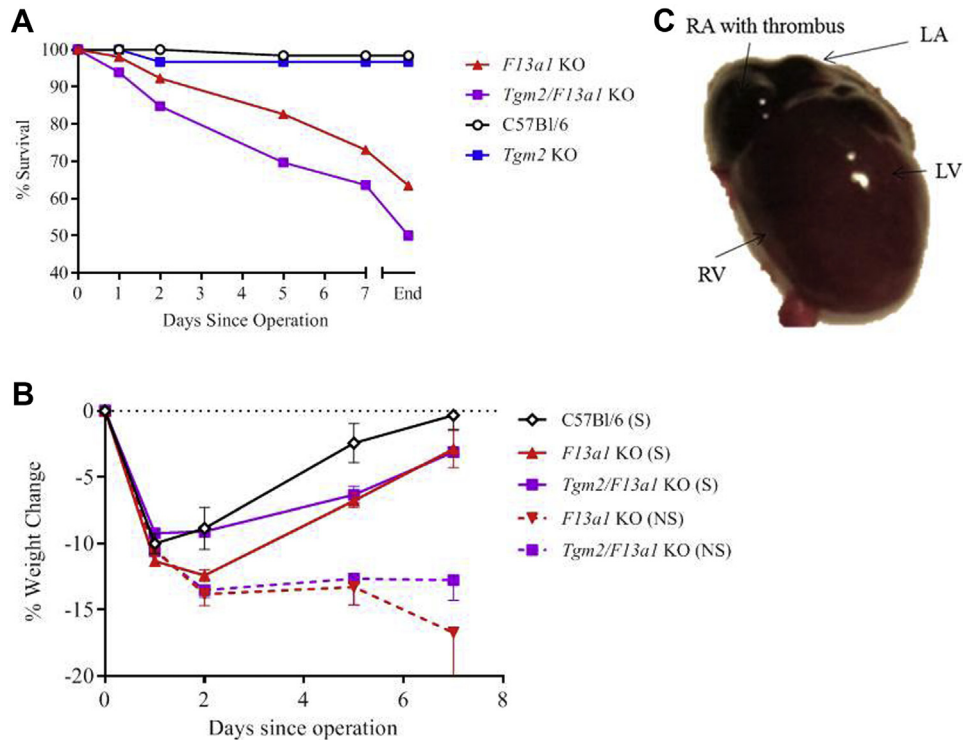 A
% Survival
100
90
80
70
60
50
40
0 1 2 3 4 5 6 7 End
Days Since Operation
F13a1 KO
Tgm2/F13a1 KO
C57Bl/6
Tgm2 KO
C
RA with thrombus
LA
LV
RV
B
% Weight Change
0
-5
-10
-15
-20
0 2 4 6 8
Days since operation
C57Bl/6 (S)
F13a1 KO (S)
Tgm2/F13a1 KO (S)
F13a1 KO (NS)
Tgm2/F13a1 KO (NS)